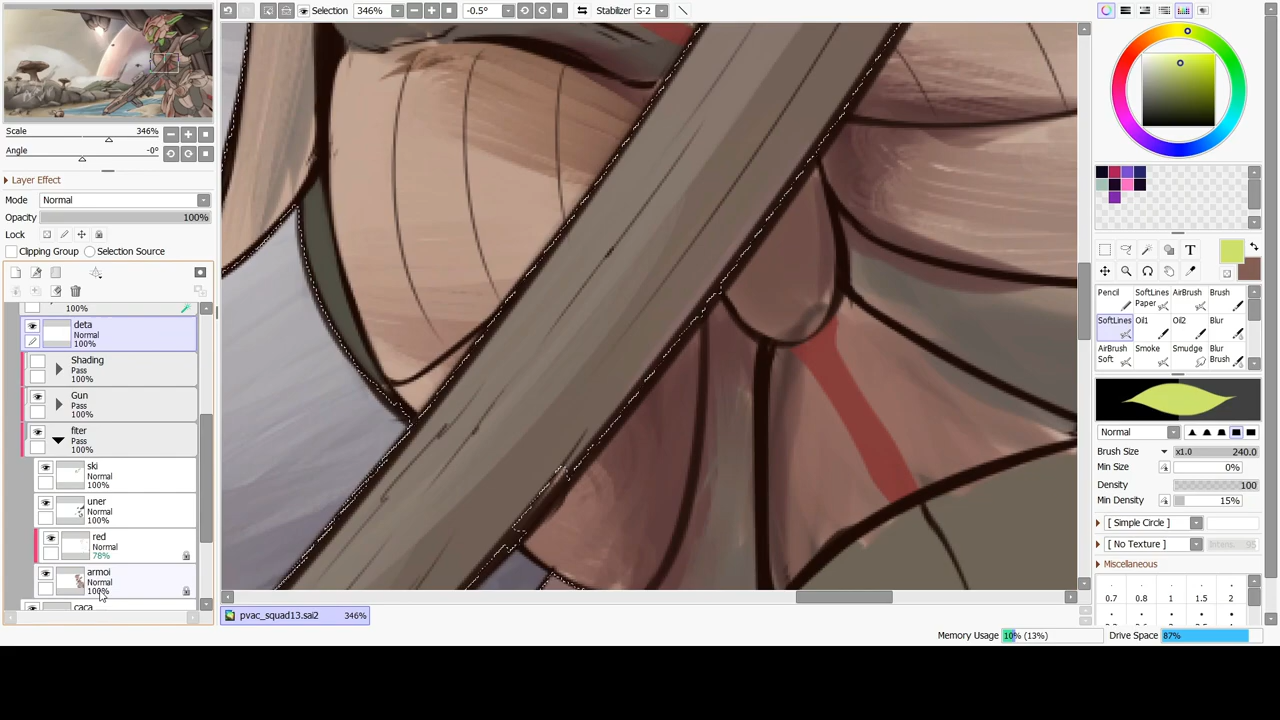 Selection 346% -0.5° Stabilizer S-2
Scale 346%
Angle -0°
Layer Effect
Mode Normal
Opacity 100%
Lock
Clipping Group Selection Source
100%
deta
Normal
100%
Shading
Pass
100%
Gun
Pass
100%
fiter
Pass
100%
ski
Normal
100%
uner
Normal
100%
red
Normal
78%
armoi
Normal
100%
caca
pvac_squad13.sai2 346%
T
Pencil SoftLines Paper AirBrush Brush
SoftLines Oil1 Oil2 Blur
AirBrush Soft Smoke Smudge Blur Brush
Normal
Brush Size x1.0 240.0
Min Size 0%
Density 100
Min Density 15%
[ Simple Circle ]
[ No Texture ] Intens. 95
Miscellaneous
0.7 0.8 1 1.5 2
Memory Usage 10% (13%) Drive Space 87%